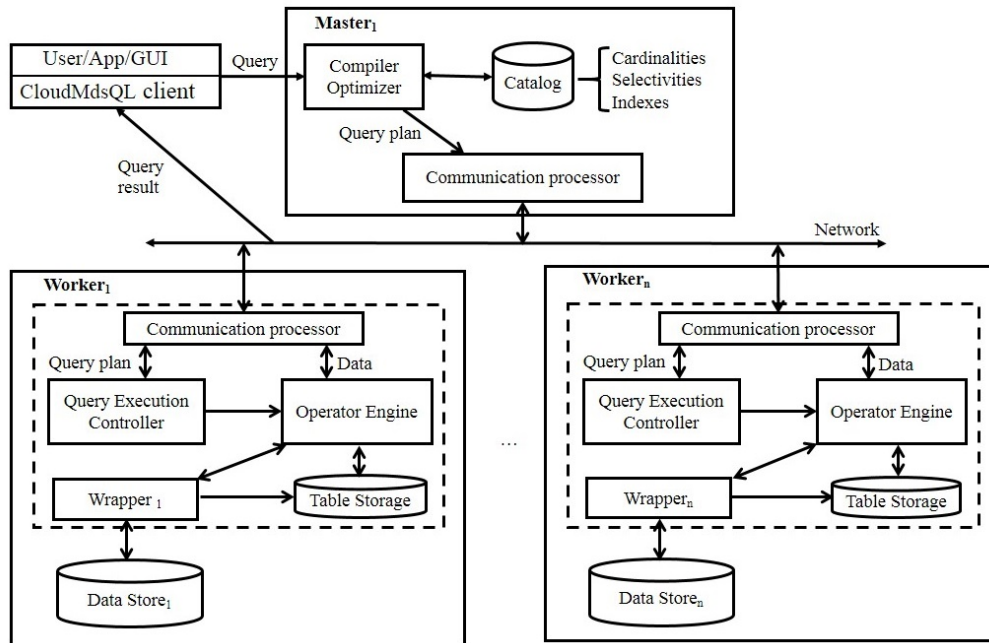 Master1
User/App/GUI
CloudMdsQL client
Query
Compiler
Optimizer
Catalog
Cardinalities
Selectivities
Indexes
Query plan
Communication processor
Query
result
Network
Worker1
Communication processor
Query plan
Data
Query Execution
Controller
Operator Engine
Wrapper 1
Table Storage
Data Store1
...
Workern
Communication processor
Query plan
Data
Query Execution
Controller
Operator Engine
Wrappern
Table Storage
Data Storen